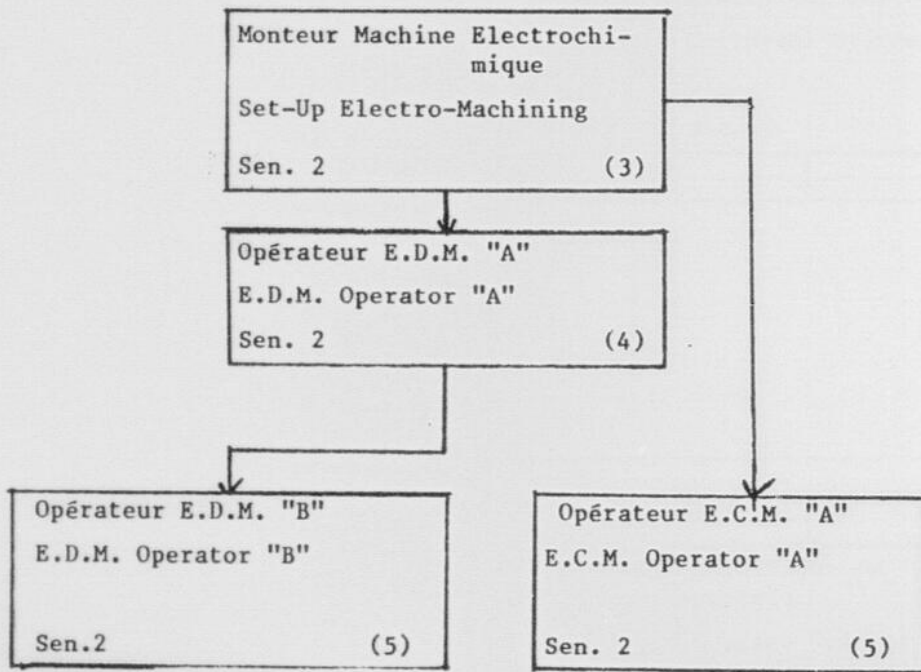 Monteur Machine Electrochi-
mique
Set-Up Electro-Machining
Sen. 2 (3)
Opérateur E.D.M. "A"
E.D.M. Operator "A"
Sen. 2 (4)
Opérateur E.D.M. "B"
E.D.M. Operator "B"
Sen.2 (5)
Opérateur E.C.M. "A"
E.C.M. Operator "A"
Sen. 2 (5)